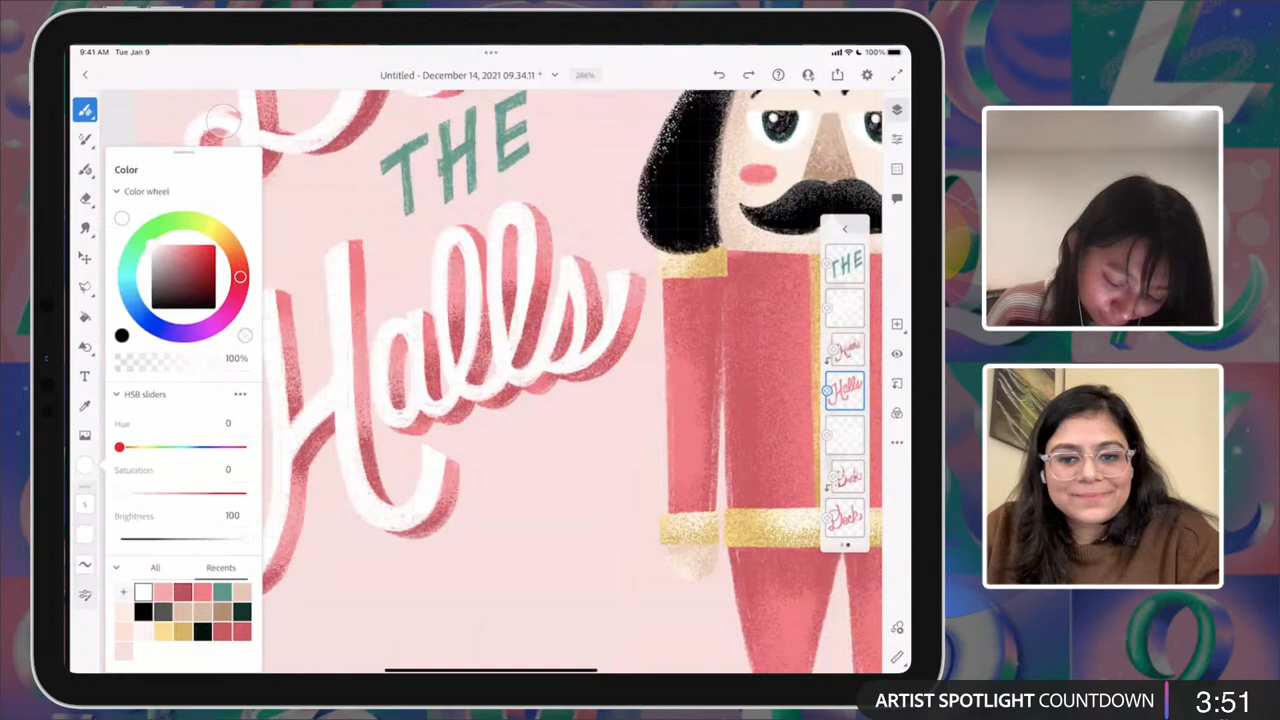 9:41 AM Tue Jan 9
100%
Untitled - December 14, 2021 09.34.11 *
286%
THE
Halls
Color
Color wheel
100%
HSB sliders
Hue 0
Saturation 0
Brightness 100
All Recents
T
5
THE
Halls
Deck
ARTIST SPOTLIGHT COUNTDOWN 3:51